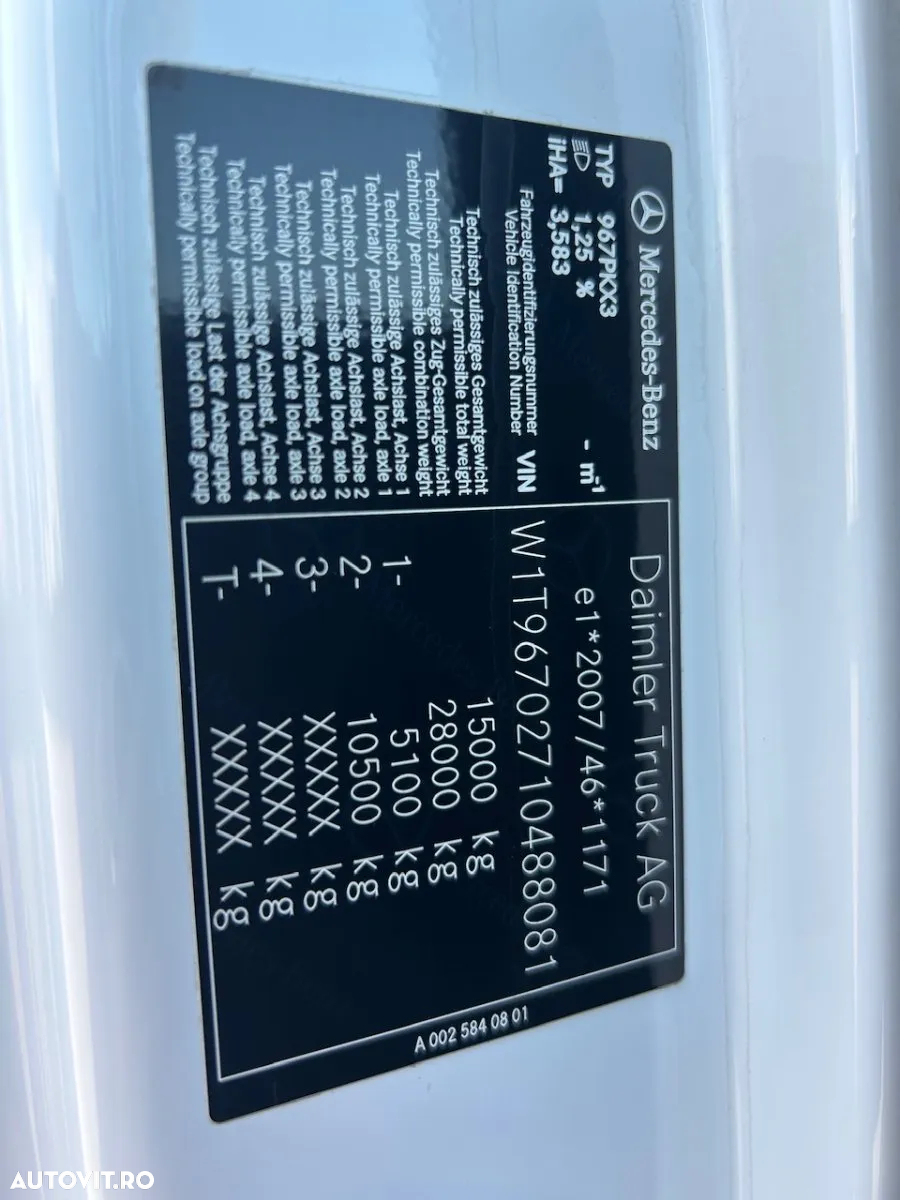 Mercedes-Benz
Daimler Truck AG
TYP 967PKX3
1,25 % - m⁻¹ e1*2007/46*1171
iHA= 3,583
Fahrzeugidentifizierungsnummer
Vehicle Identification Number VIN W1T96702710488081
Technisch zulässiges Gesamtgewicht
Technically permissible total weight 15000 kg
Technisch zulässiges Zug-Gesamtgewicht
Technically permissible combination weight 28000 kg
Technisch zulässige Achslast, Achse 1
Technically permissible axle load, axle 1 1- 5100 kg
Technisch zulässige Achslast, Achse 2
Technically permissible axle load, axle 2 2- 10500 kg
Technisch zulässige Achslast, Achse 3
Technically permissible axle load, axle 3 3- XXXXX kg
Technisch zulässige Achslast, Achse 4
Technically permissible axle load, axle 4 4- XXXXX kg
Technisch zulässige Last der Achsgruppe
Technically permissible load on axle group T- XXXXX kg
A 002 584 08 01
AUTOVIT.RO